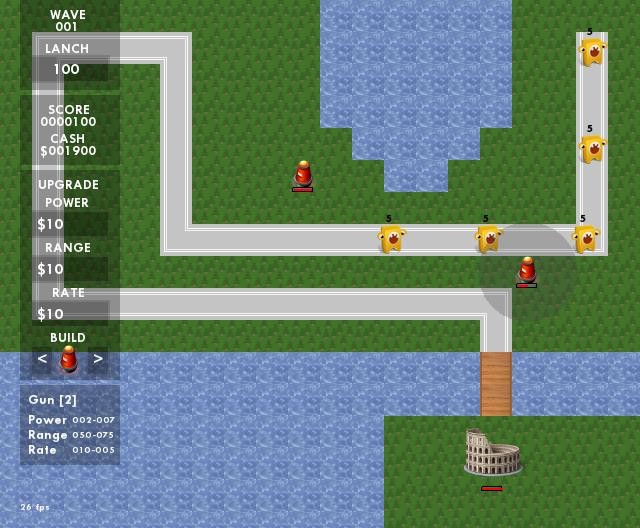 WAVE
001
LANCH
100
SCORE
0000100
CASH
$001900
UPGRADE
POWER
$10
RANGE
$10
RATE
$10
BUILD
< >
Gun [2]
Power 002-007
Range 050-075
Rate 010-005
26 fps
5
5
5
5
5